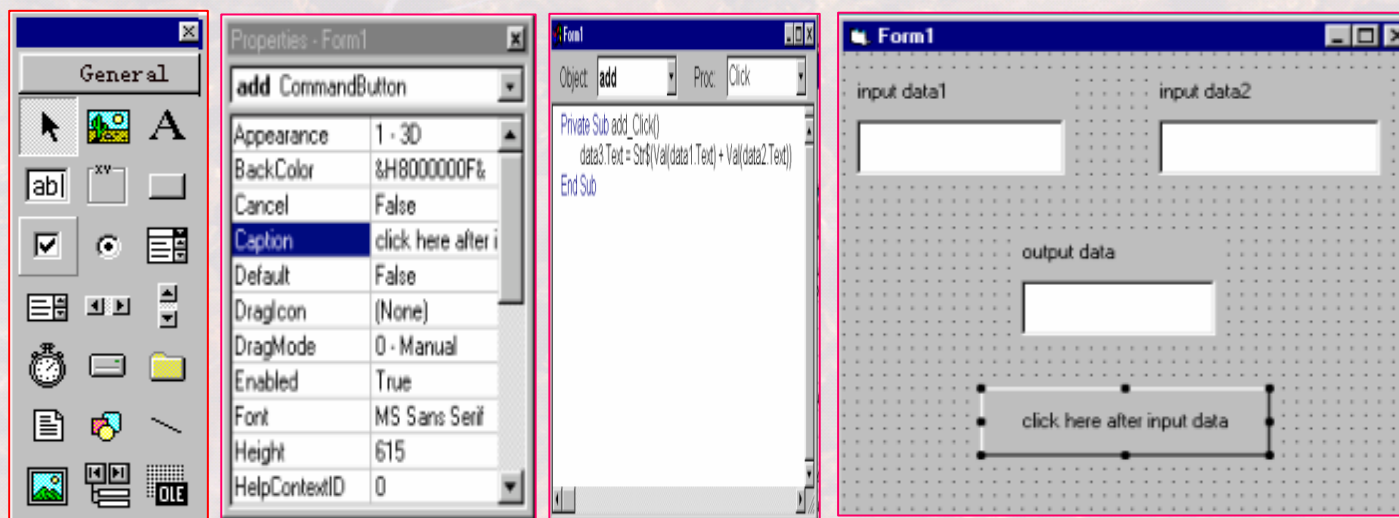 General
A
abl
xv
OLE
Properties - Form1
add CommandButton
Appearance 1 - 3D
BackColor &H8000000F&
Cancel False
Caption click here after i
Default False
DragIcon (None)
DragMode 0 - Manual
Enabled True
Font MS Sans Serif
Height 615
HelpContextID 0
Form1
Object: add Proc: Click
Private Sub add_Click()
data3.Text = Str$(Val(data1.Text) + Val(data2.Text))
End Sub
Form1
input data1 input data2
output data
click here after input data